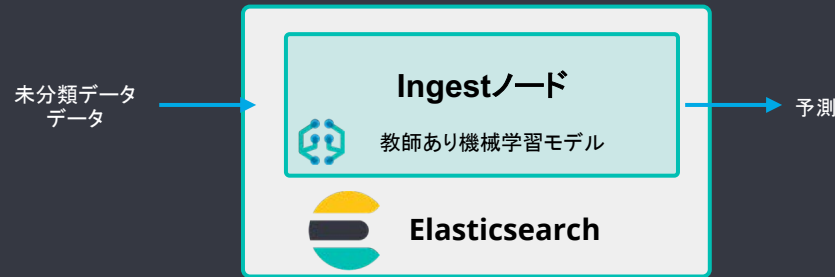 未分類データ
データ
Ingestノード
教師あり機械学習モデル
予測
Elasticsearch